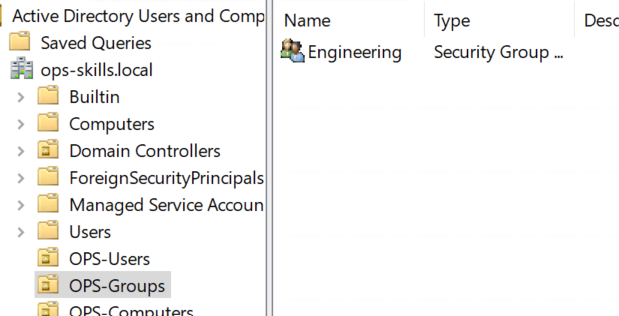 Active Directory Users and Comp
Saved Queries
ops-skills.local
Builtin
Computers
Domain Controllers
ForeignSecurityPrincipals
Managed Service Accoun
Users
OPS-Users
OPS-Groups
OPS-Computers
Name Type Desc
Engineering Security Group ...